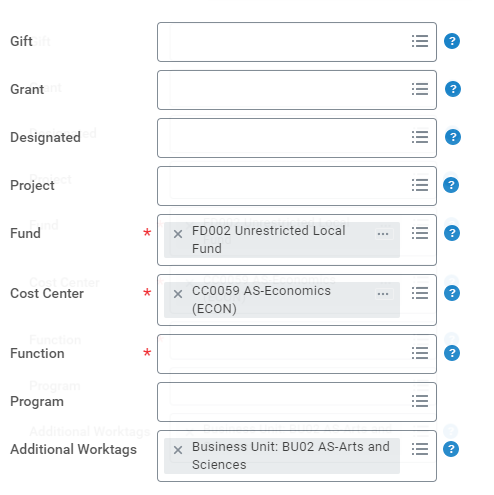 Gift
Grant
Designated
Project
Fund *
FD002 Unrestricted Local
Fund
Cost Center *
CC0059 AS-Economics
(ECON)
Function *
Program
Additional Worktags
Business Unit: BU02 AS-Arts and
Sciences